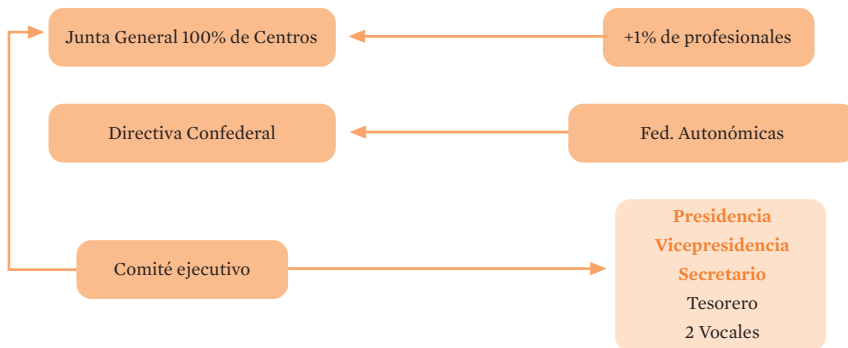 Junta General 100% de Centros
+1% de profesionales
Directiva Confederal
Fed. Autonómicas
Comité ejecutivo
Presidencia
Vicepresidencia
Secretario
Tesorero
2 Vocales